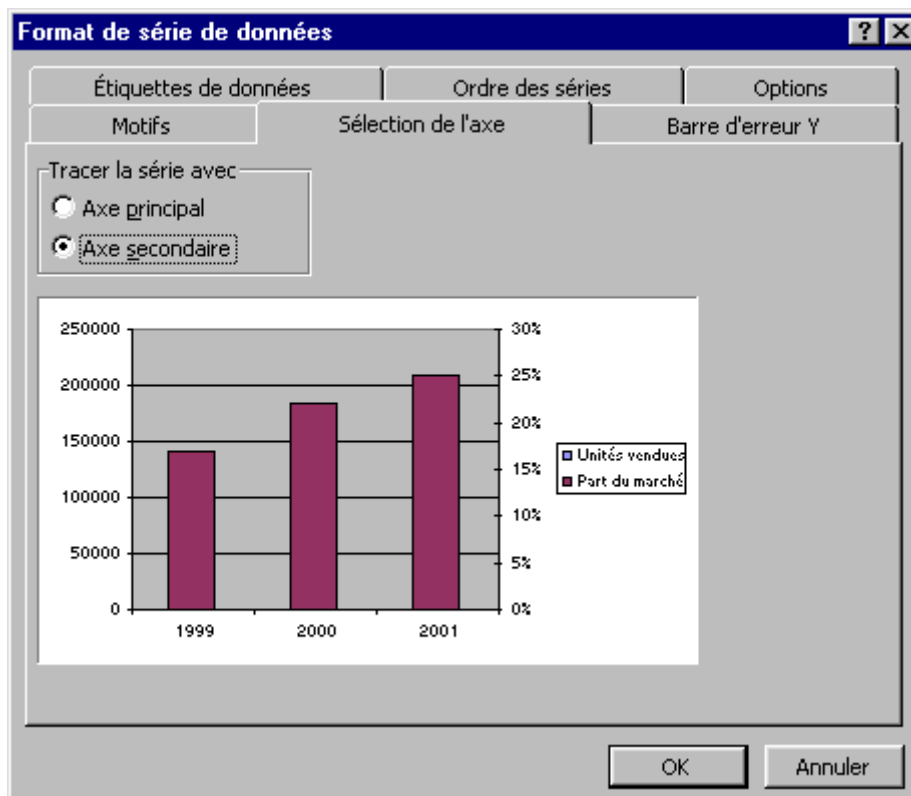 Format de série de données
Étiquettes de données Ordre des séries Options
Motifs Sélection de l'axe Barre d'erreur Y
Tracer la série avec
Axe principal
Axe secondaire
250000 30%
200000 25%
20%
150000
15%
100000
10%
50000
5%
0 0%
1999 2000 2001
Unités vendues
Part du marché
OK Annuler